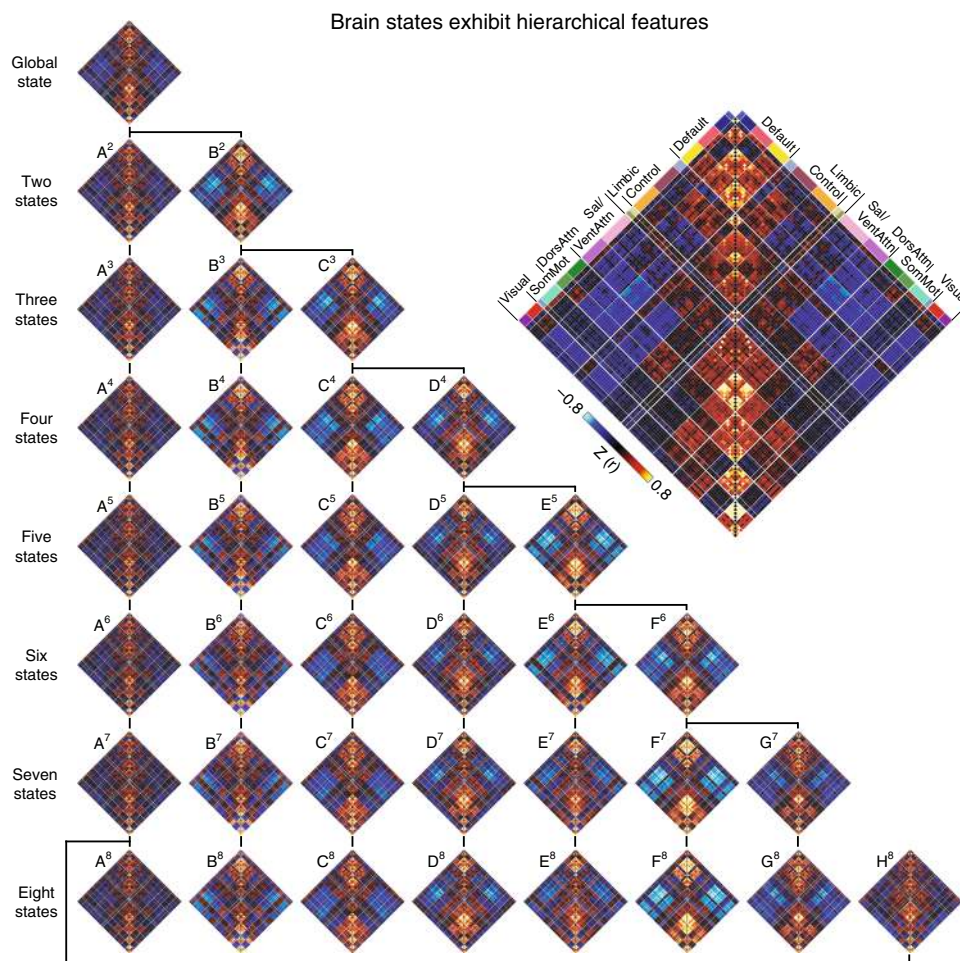 Brain states exhibit hierarchical features
Global
state
A2 B2
Two
states
A3 B3 C3
Three
states
A4 B4 C4 D4
Four
states
A5 B5 C5 D5 E5
Five
states
A6 B6 C6 D6 E6 F6
Six
states
A7 B7 C7 D7 E7 F7 G7
Seven
states
A8 B8 C8 D8 E8 F8 G8 H8
Eight
states
|Visual
|SomMot
|DorsAttn
|VentAttn
Sal/
|Limbic
|Control
|Default
Default|
Control|
Limbic
Sal/
VentAttn|
DorsAttn|
SomMot|
Visual|
−0.8
Z (r)
0.8